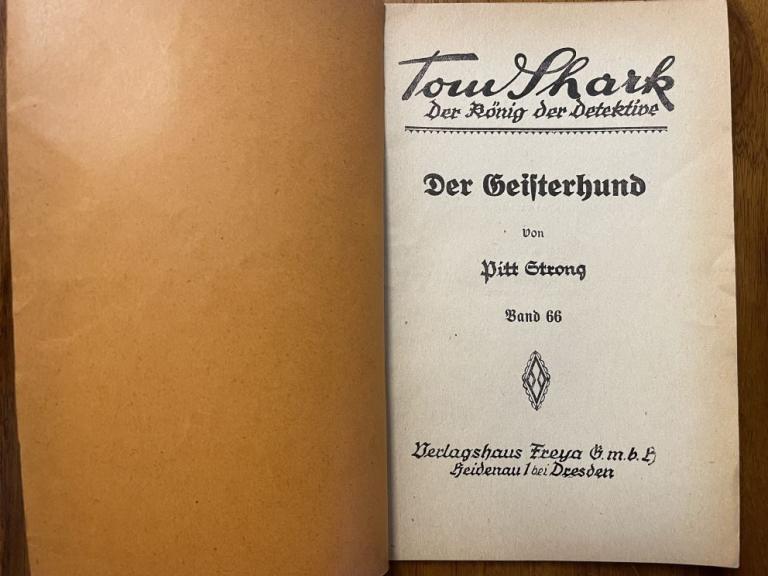 Tom Shark
Der König der Detektive
Der Geiſterhund
von
Pitt Strong
Band 66
Verlagshaus Freya G.m.b.H
Heidenau 1 bei Dresden